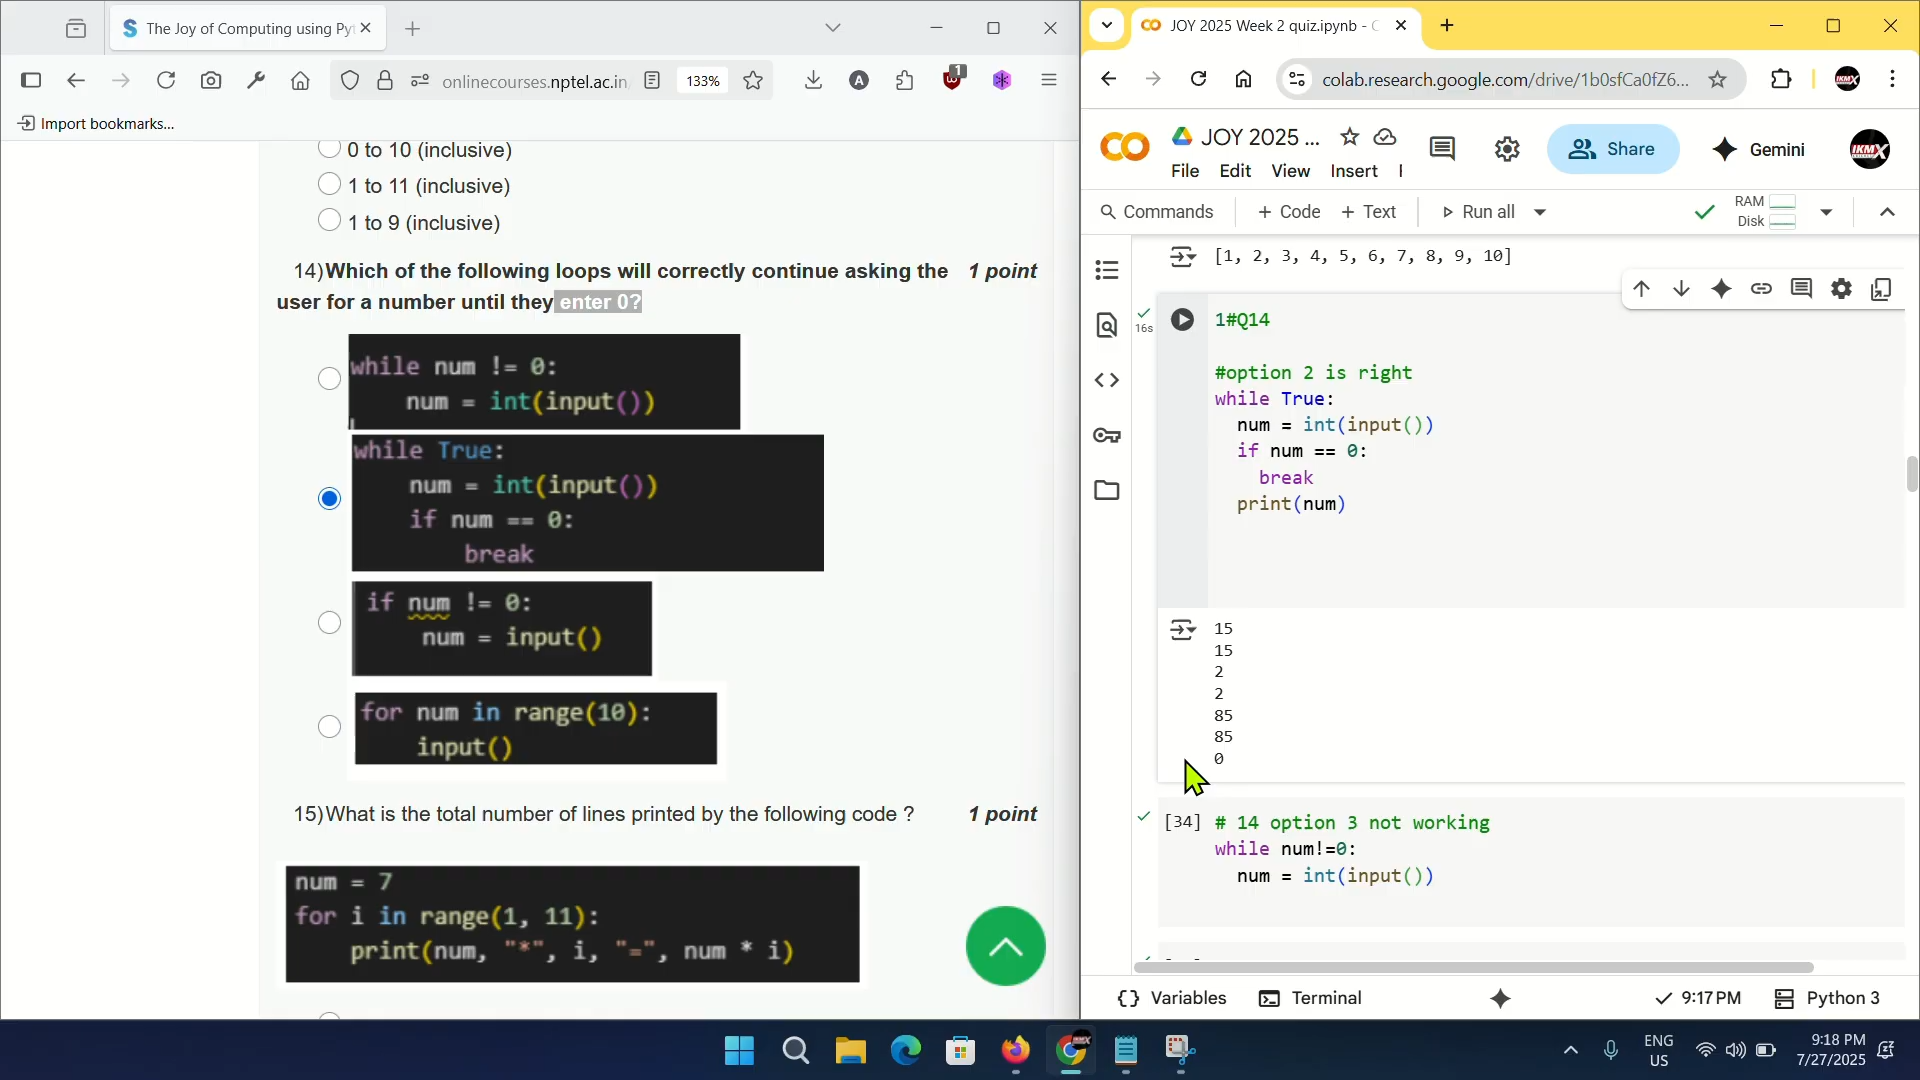 The Joy of Computing using Py
onlinecourses.nptel.ac.in
133%
1
Import bookmarks...
0 to 10 (inclusive)
1 to 11 (inclusive)
1 to 9 (inclusive)
14)Which of the following loops will correctly continue asking the 1 point
user for a number until they enter 0?
while num != 0:
num = int(input())
while True:
num = int(input())
if num == 0:
break
if num != 0:
num = input()
for num in range(10):
input()
15)What is the total number of lines printed by the following code ? 1 point
num = 7
for i in range(1, 11):
print(num, "*", i, "=", num * i)
JOY 2025 Week 2 quiz.ipynb - C
colab.research.google.com/drive/1b0sfCa0fZ6...
JOY 2025 ...
Share
Gemini
File Edit View Insert
Commands + Code + Text Run all
RAM
Disk
[1, 2, 3, 4, 5, 6, 7, 8, 9, 10]
16s
1#Q14
#option 2 is right
while True:
num = int(input())
if num == 0:
break
print(num)
15
15
2
2
85
85
0
[34] # 14 option 3 not working
while num!=0:
num = int(input())
{} Variables Terminal 9:17 PM Python 3
ENG
US
9:18 PM
7/27/2025